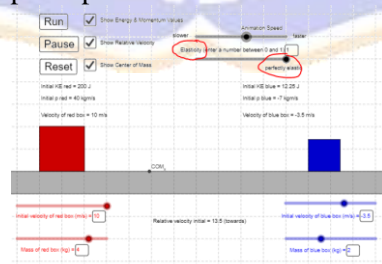 Run
Show Energy & Momentum Values
Animation Speed
slower
faster
Pause
Show Relative Velocity
Elasticity (enter a number between 0 and 1) 1
Reset
Show Center of Mass
perfectly elastic
Initial KE red = 200 J
Initial KE blue = 12.25 J
Initial p red = 40 kgm/s
Initial p blue = -7 kgm/s
Velocity of red box = 10 m/s
Velocity of blue box = -3.5 m/s
COM
Initial velocity of red box (m/s) = 10
Relative velocity initial = 13.5 (towards)
Initial velocity of blue box (m/s) = -3.5
Mass of red box (kg) = 4
Mass of blue box (kg) = 2